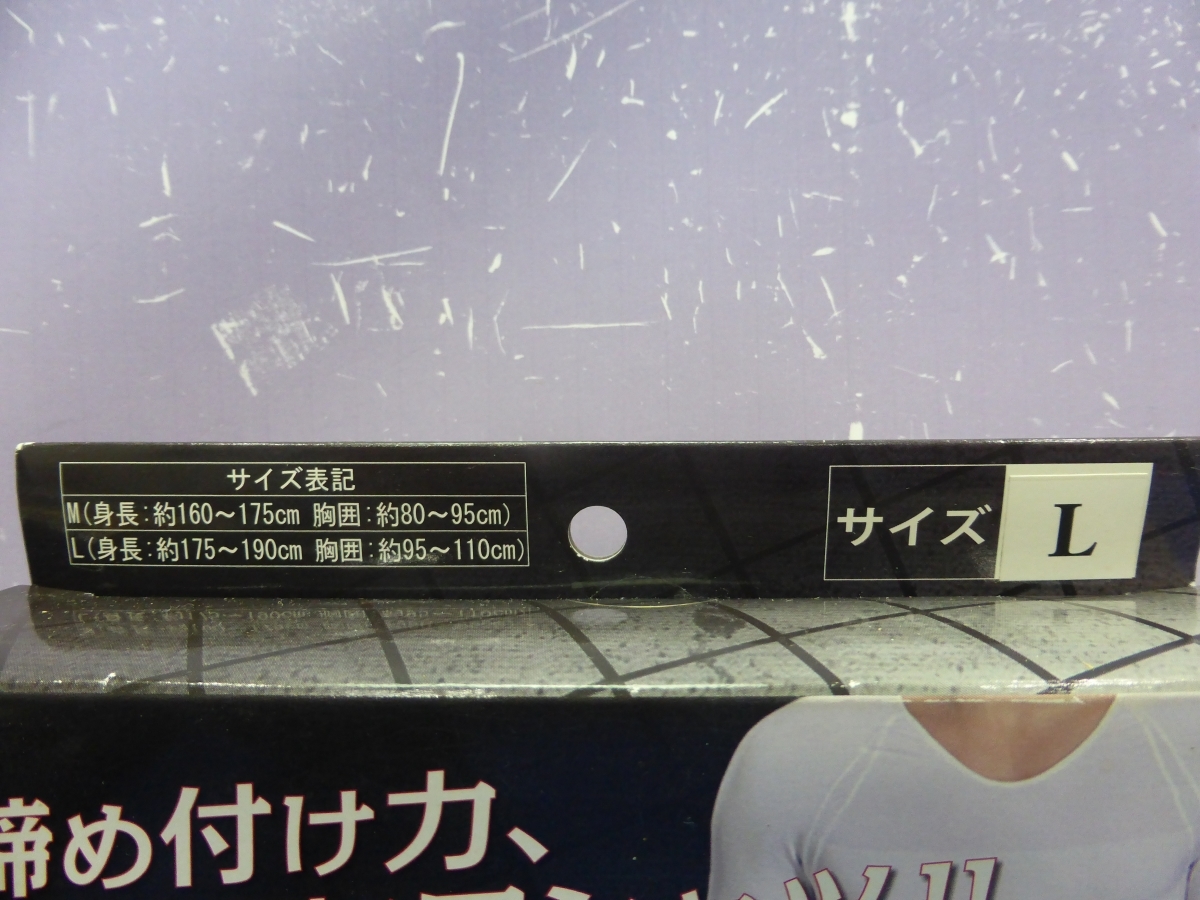 サイズ表記
M(身長:約160～175cm 胸囲:約80～95cm)
L(身長:約175～190cm 胸囲:約95～110cm)
サイズ L
締め付け力、